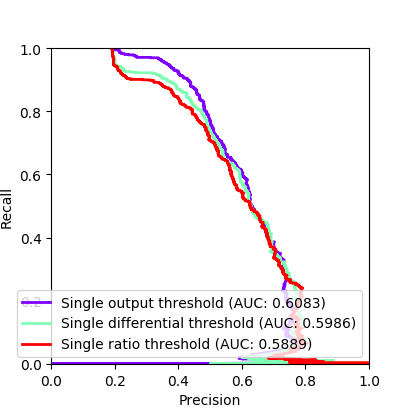 1.0
0.8
0.6
0.4
0.2
0.0
Recall
Single output threshold (AUC: 0.6083)
Single differential threshold (AUC: 0.5986)
Single ratio threshold (AUC: 0.5889)
0.0 0.2 0.4 0.6 0.8 1.0
Precision